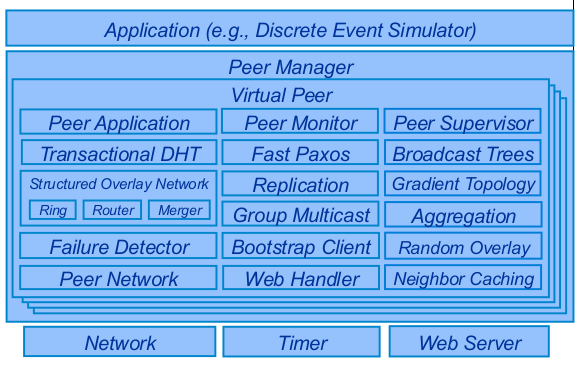 Application (e.g., Discrete Event Simulator)
Peer Manager
Virtual Peer
Peer Application
Peer Monitor
Peer Supervisor
Transactional DHT
Fast Paxos
Broadcast Trees
Structured Overlay Network
Ring
Router
Merger
Replication
Gradient Topology
Group Multicast
Aggregation
Failure Detector
Bootstrap Client
Random Overlay
Peer Network
Web Handler
Neighbor Caching
Network
Timer
Web Server